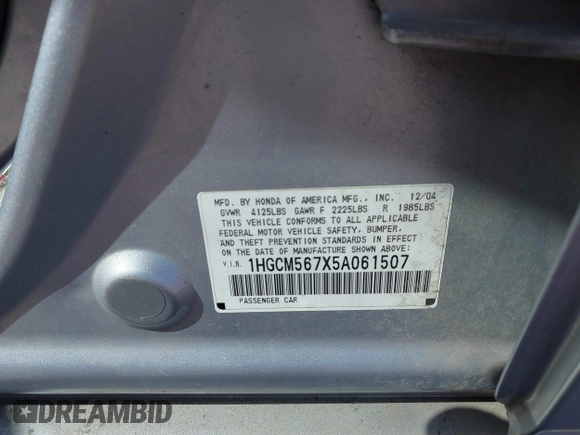 MFD. BY HONDA OF AMERICA MFG., INC. 12/04
GVWR 4125LBS GAWR F 2225LBS R 1985LBS
THIS VEHICLE CONFORMS TO ALL APPLICABLE
FEDERAL MOTOR VEHICLE SAFETY, BUMPER,
AND THEFT PREVENTION STANDARDS IN EFFECT
ON THE DATE OF MANUFACTURE SHOWN ABOVE:
V.I.N. 1HGCM567X5A061507
PASSENGER CAR
DREAMBID